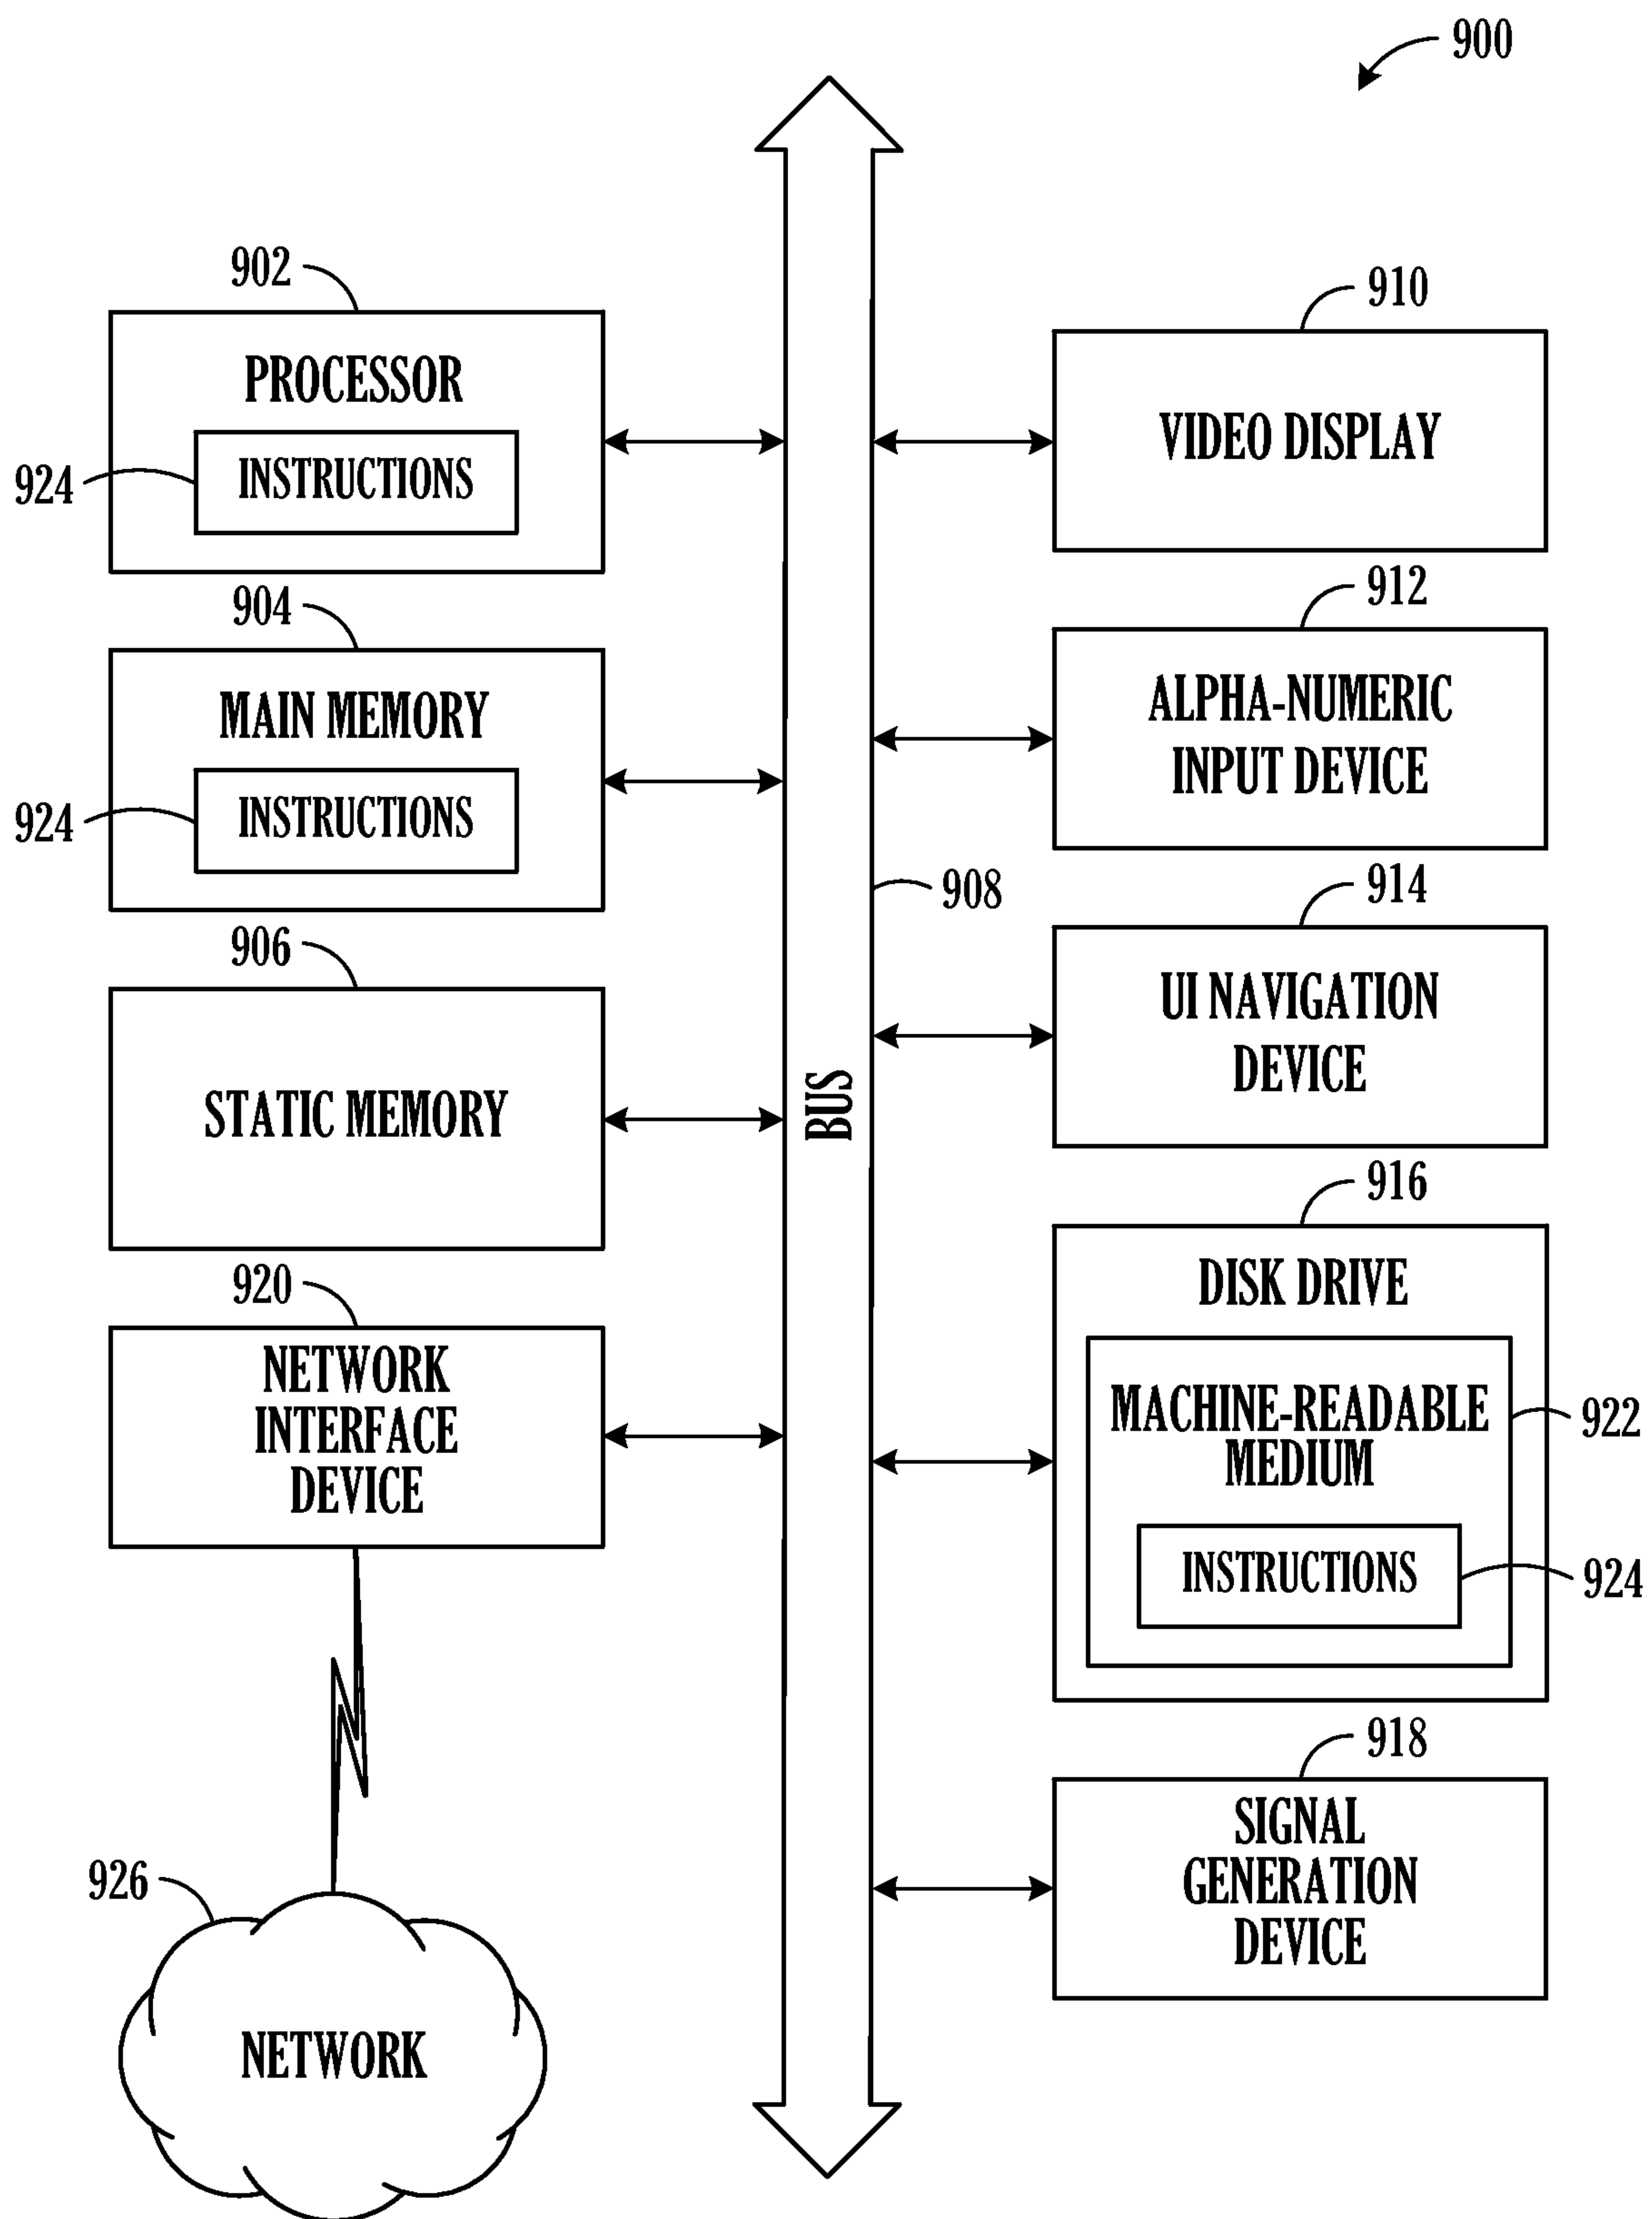 900
902
PROCESSOR
924
INSTRUCTIONS
904
MAIN MEMORY
924
INSTRUCTIONS
906
STATIC MEMORY
920
NETWORK
INTERFACE
DEVICE
926
NETWORK
BUS
908
910
VIDEO DISPLAY
912
ALPHA-NUMERIC
INPUT DEVICE
914
UI NAVIGATION
DEVICE
916
DISK DRIVE
MACHINE-READABLE
MEDIUM
922
INSTRUCTIONS
924
918
SIGNAL
GENERATION
DEVICE